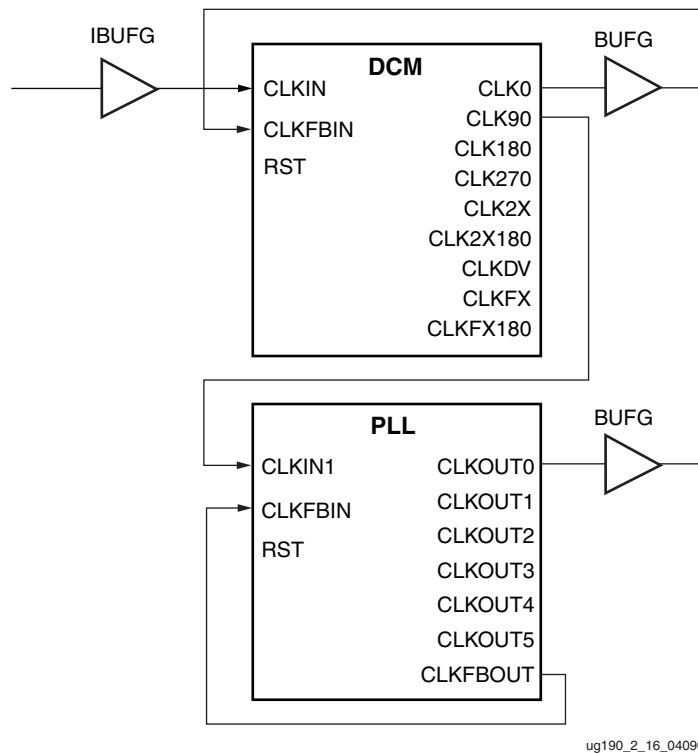 IBUFG
BUFG
DCM
CLKIN
CLKFBIN
RST
CLK0
CLK90
CLK180
CLK270
CLK2X
CLK2X180
CLKDV
CLKFX
CLKFX180
BUFG
PLL
CLKIN1
CLKFBIN
RST
CLKOUT0
CLKOUT1
CLKOUT2
CLKOUT3
CLKOUT4
CLKOUT5
CLKFBOUT